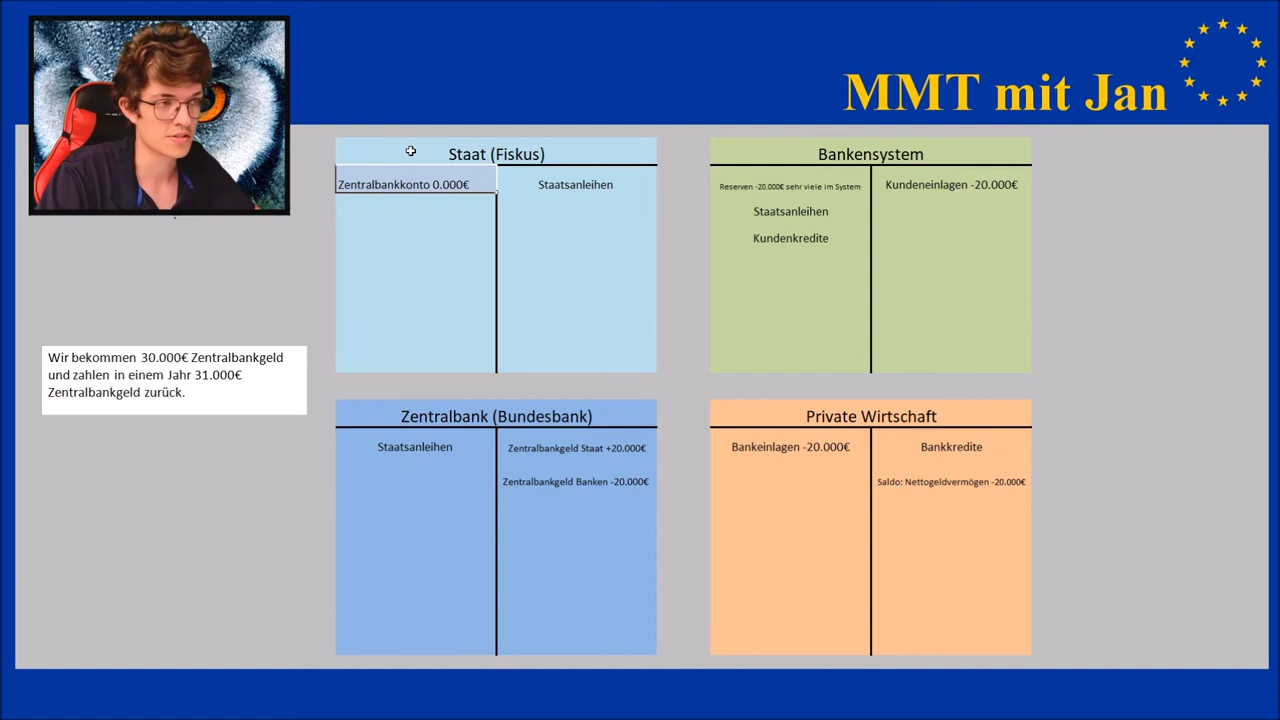 MMT mit Jan
Staat (Fiskus)
Zentralbankkonto 0.000€
Staatsanleihen
Bankensystem
Reserven -20.000€ sehr viele im System
Kundeneinlagen -20.000€
Staatsanleihen
Kundenkredite
Wir bekommen 30.000€ Zentralbankgeld
und zahlen in einem Jahr 31.000€
Zentralbankgeld zurück.
Zentralbank (Bundesbank)
Staatsanleihen
Zentralbankgeld Staat +20.000€
Zentralbankgeld Banken -20.000€
Private Wirtschaft
Bankeinlagen -20.000€
Bankkredite
Saldo: Nettogeldvermögen -20.000€